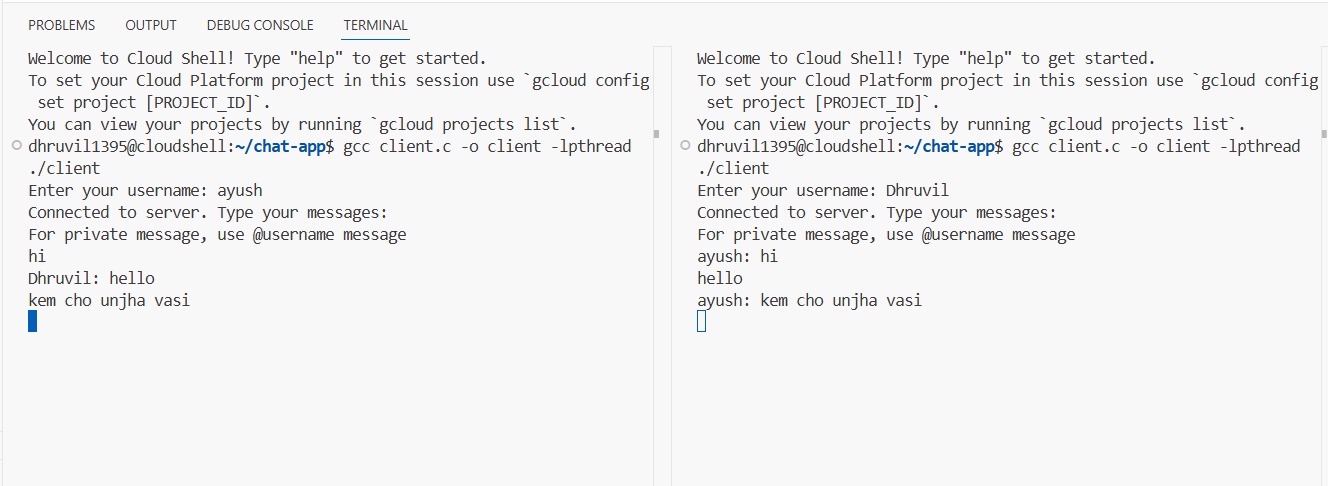 PROBLEMS OUTPUT DEBUG CONSOLE TERMINAL
Welcome to Cloud Shell! Type "help" to get started.
To set your Cloud Platform project in this session use `gcloud config
set project [PROJECT_ID]`.
You can view your projects by running `gcloud projects list`.
dhruvil1395@cloudshell:~/chat-app$ gcc client.c -o client -lpthread
./client
Enter your username: ayush
Connected to server. Type your messages:
For private message, use @username message
hi
Dhruvil: hello
kem cho unjha vasi
Welcome to Cloud Shell! Type "help" to get started.
To set your Cloud Platform project in this session use `gcloud config
set project [PROJECT_ID]`.
You can view your projects by running `gcloud projects list`.
dhruvil1395@cloudshell:~/chat-app$ gcc client.c -o client -lpthread
./client
Enter your username: Dhruvil
Connected to server. Type your messages:
For private message, use @username message
ayush: hi
hello
ayush: kem cho unjha vasi